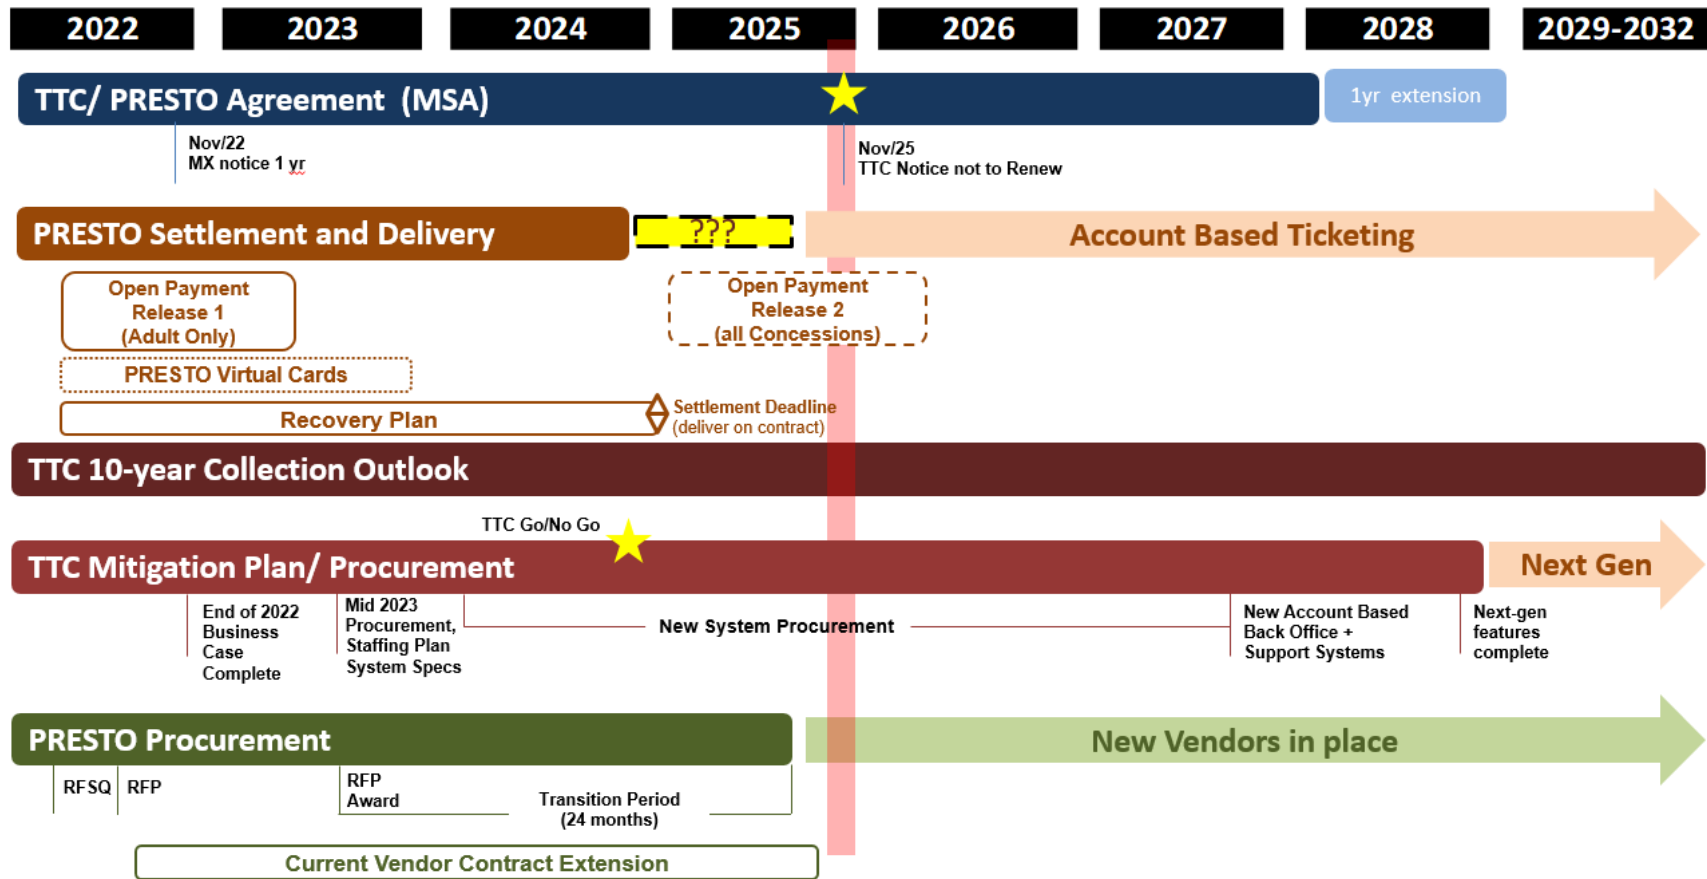 2022 2023 2024 2025 2026 2027 2028 2029-2032
TTC/ PRESTO Agreement (MSA)
1yr extension
Nov/22
MX notice 1 yr
Nov/25
TTC Notice not to Renew
PRESTO Settlement and Delivery
???
Account Based Ticketing
Open Payment
Release 1
(Adult Only)
Open Payment
Release 2
(all Concessions)
PRESTO Virtual Cards
Recovery Plan
Settlement Deadline
(deliver on contract)
TTC 10-year Collection Outlook
TTC Go/No Go
TTC Mitigation Plan/ Procurement
Next Gen
End of 2022
Business
Case
Complete
Mid 2023
Procurement,
Staffing Plan
System Specs
New System Procurement
New Account Based
Back Office +
Support Systems
Next-gen
features
complete
PRESTO Procurement
New Vendors in place
RFSQ
RFP
RFP
Award
Transition Period
(24 months)
Current Vendor Contract Extension